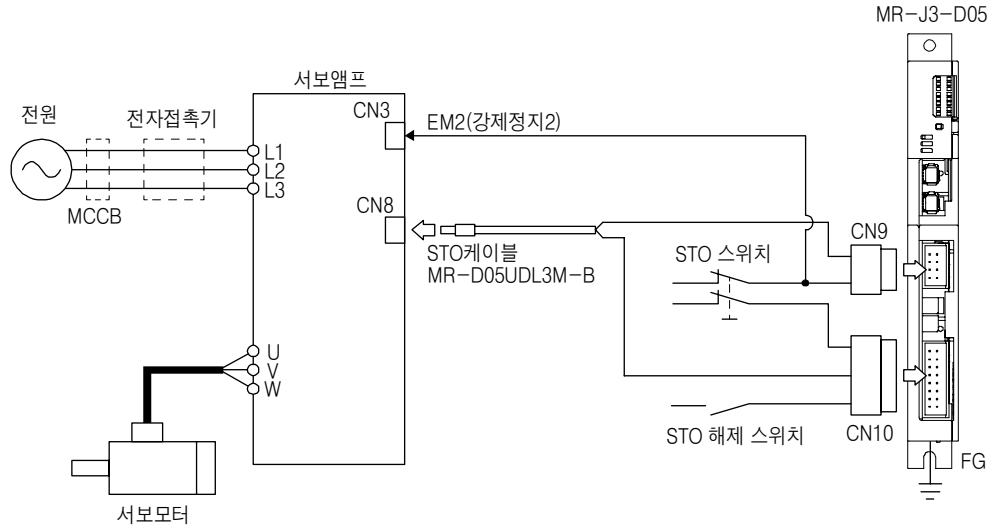 MR-J3-D05
서보앰프
전원
전자접촉기
CN3
EM2(강제정지2)
L1
L2
L3
MCCB
CN8
STO케이블
MR-D05UDL3M-B
STO 스위치
CN9
U
V
W
STO 해제 스위치
CN10
FG
서보모터